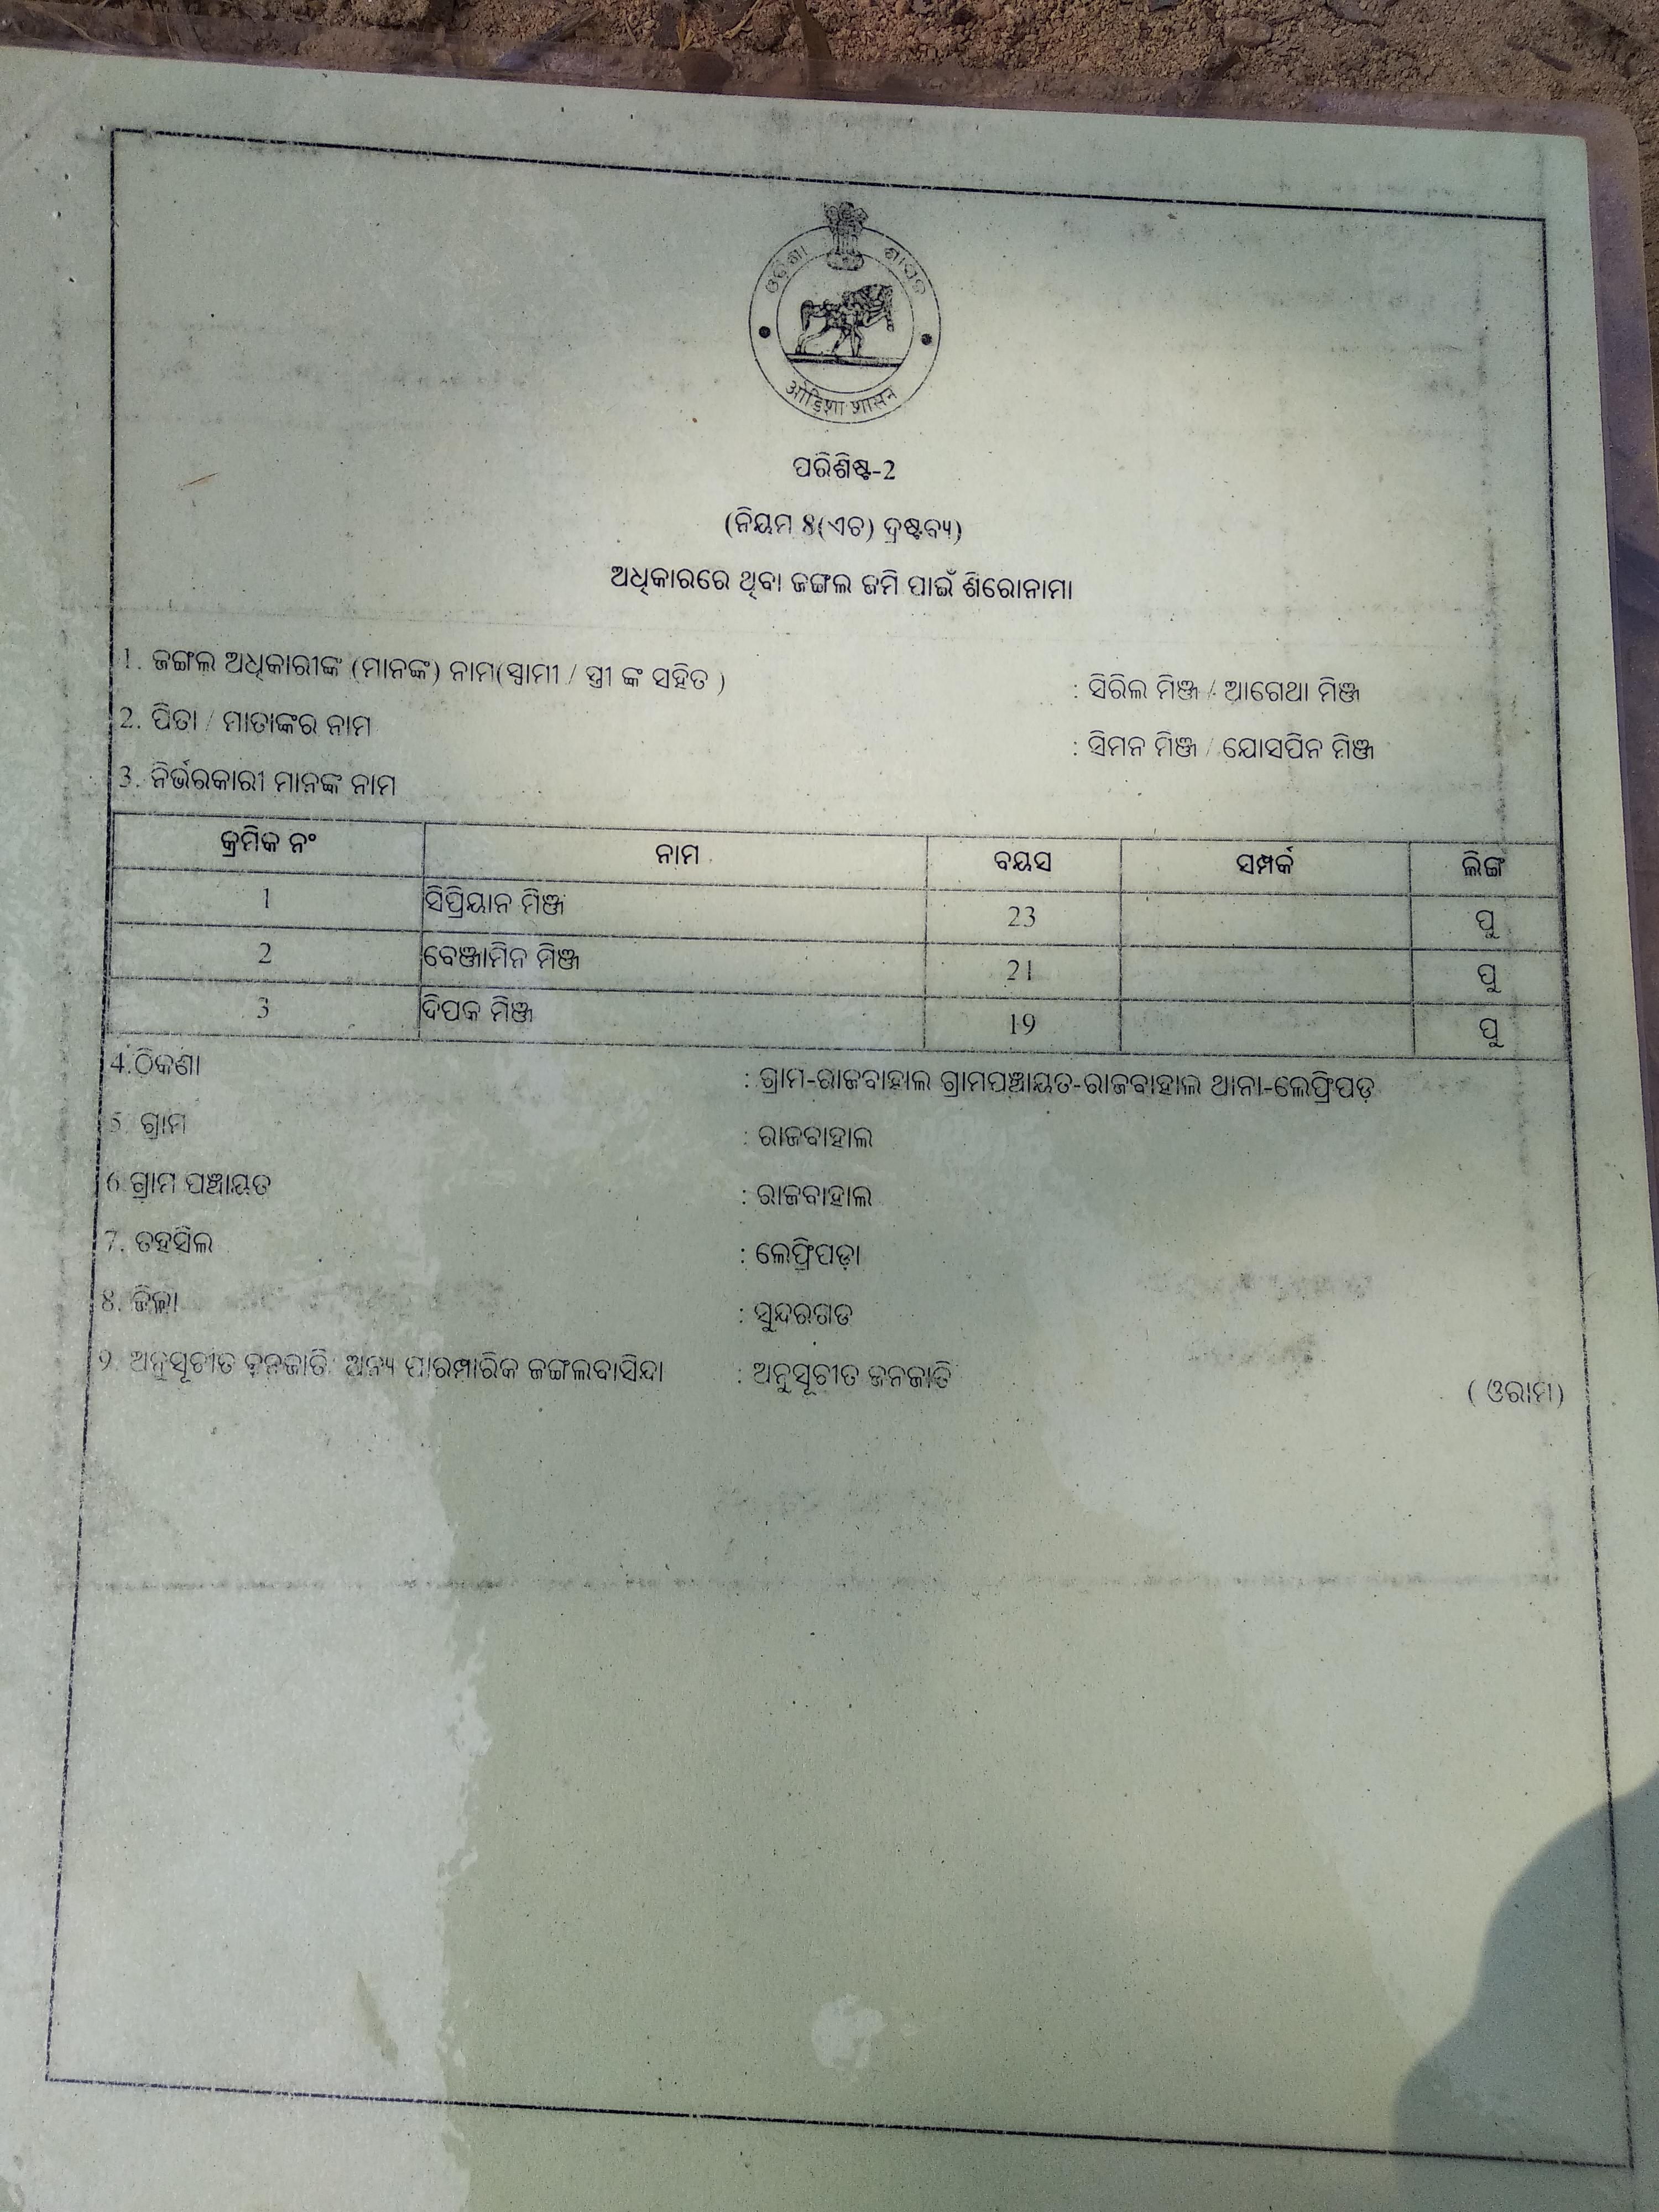 ଓଡ଼ିଶା ଶାସନ
ओड़िशा शासन
ପରିଶିଷ୍ଟ-2
(ନିୟମ ୫(ଏଚ) ଦ୍ରଷ୍ଟବ୍ୟ)
ଅଧିକାରରେ ଥିବା ଜଙ୍ଗଲ ଜମି ପାଇଁ ଶିରୋନାମା
1. ଜଙ୍ଗଲ ଅଧିକାରୀଙ୍କ (ମାନଙ୍କ) ନାମ(ସ୍ୱାମୀ / ସ୍ତ୍ରୀ ଙ୍କ ସହିତ ) : ସିରିଲ ମିଞ୍ଜ / ଆଗେଥା ମିଞ୍ଜ
2. ପିତା / ମାତାଙ୍କର ନାମ : ସିମନ ମିଞ୍ଜ / ଯୋସପିନ ମିଞ୍ଜ
3. ନିର୍ଭରକାରୀ ମାନଙ୍କ ନାମ
କ୍ରମିକ ନଂ ନାମ ବୟସ ସମ୍ପର୍କ ଲିଙ୍ଗ
1 ସିପ୍ରିୟାନ ମିଞ୍ଜ 23 ପୁ
2 ବେଞ୍ଜାମିନ ମିଞ୍ଜ 21 ପୁ
3 ଦିପକ ମିଞ୍ଜ 19 ପୁ
4.ଠିକଣା : ଗ୍ରାମ-ରାଜବାହାଲ ଗ୍ରାମପଞ୍ଚାୟତ-ରାଜବାହାଲ ଥାନା-ଲେଫ୍ରିପଡ଼
5. ଗ୍ରାମ : ରାଜବାହାଲ
6.ଗ୍ରାମ ପଞ୍ଚାୟତ : ରାଜବାହାଲ
7. ତହସିଲ : ଲେଫ୍ରିପଡ଼ା
8. ଜିଲ୍ଲା : ସୁନ୍ଦରଗଡ
9. ଅନୁସୂଚୀତ ଜନଜାତି/ ଅନ୍ୟ ପାରମ୍ପାରିକ ଜଙ୍ଗଲବାସିନ୍ଦା : ଅନୁସୂଚୀତ ଜନଜାତି ( ଓରାମ)